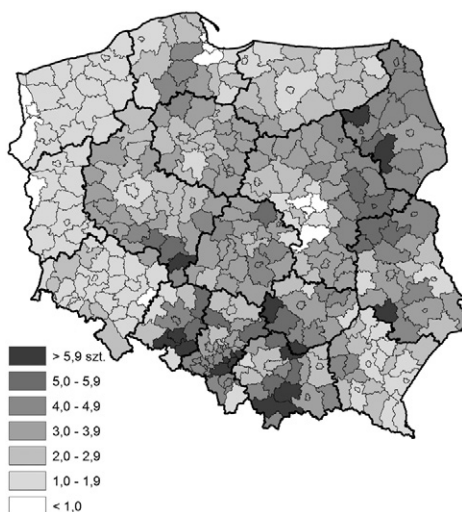 > 5,9 szt.
5,0 - 5,9
4,0 - 4,9
3,0 - 3,9
2,0 - 2,9
1,0 - 1,9
< 1,0